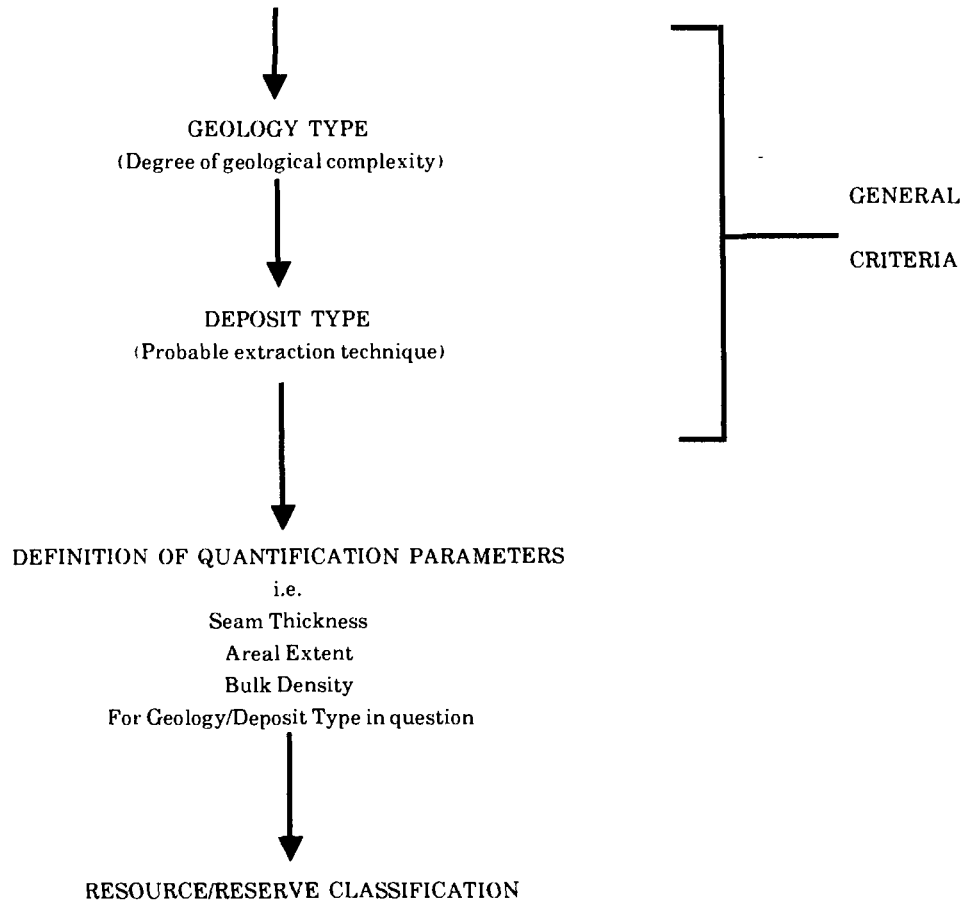 GEOLOGY TYPE
(Degree of geological complexity)
DEPOSIT TYPE
(Probable extraction technique)
GENERAL
CRITERIA
DEFINITION OF QUANTIFICATION PARAMETERS
i.e.
Seam Thickness
Areal Extent
Bulk Density
For Geology/Deposit Type in question
RESOURCE/RESERVE CLASSIFICATION